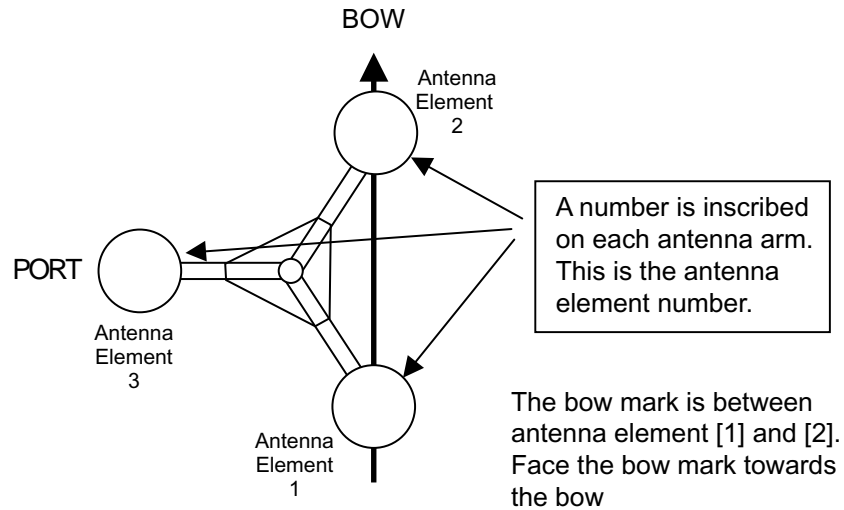 BOW
Antenna
Element
2
A number is inscribed
on each antenna arm.
This is the antenna
element number.
PORT
Antenna
Element
3
The bow mark is between
antenna element [1] and [2].
Face the bow mark towards
the bow
Antenna
Element
1